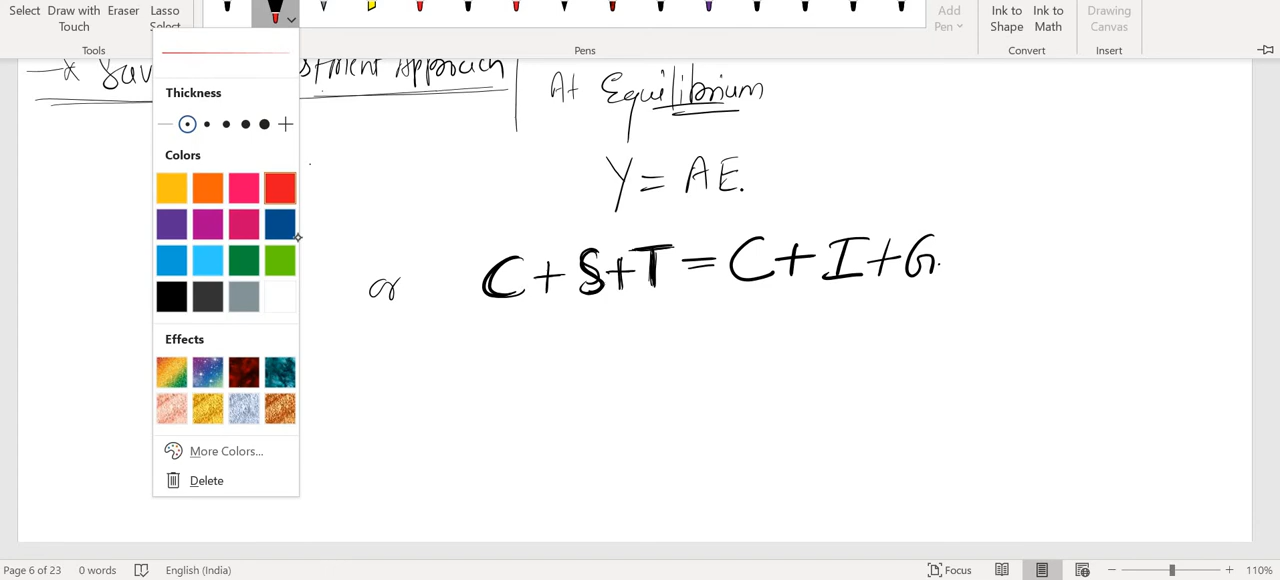 Select Draw with Touch Eraser Lasso Select
Add Pen
Ink to Shape Ink to Math
Drawing Canvas
Tools Pens Convert Insert
Thickness
Colors
Effects
More Colors...
Delete
Approach
At Equilibrium
Y = AE.
or C + S + T = C + I + G.
Page 6 of 23 0 words English (India) Focus 110%